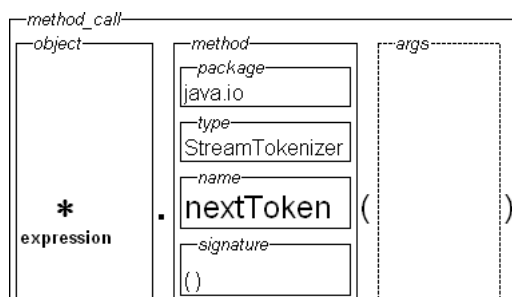 method_call
object
method
args
package
java.io
type
StreamTokenizer
name
* . nextToken ( )
expression
signature
()